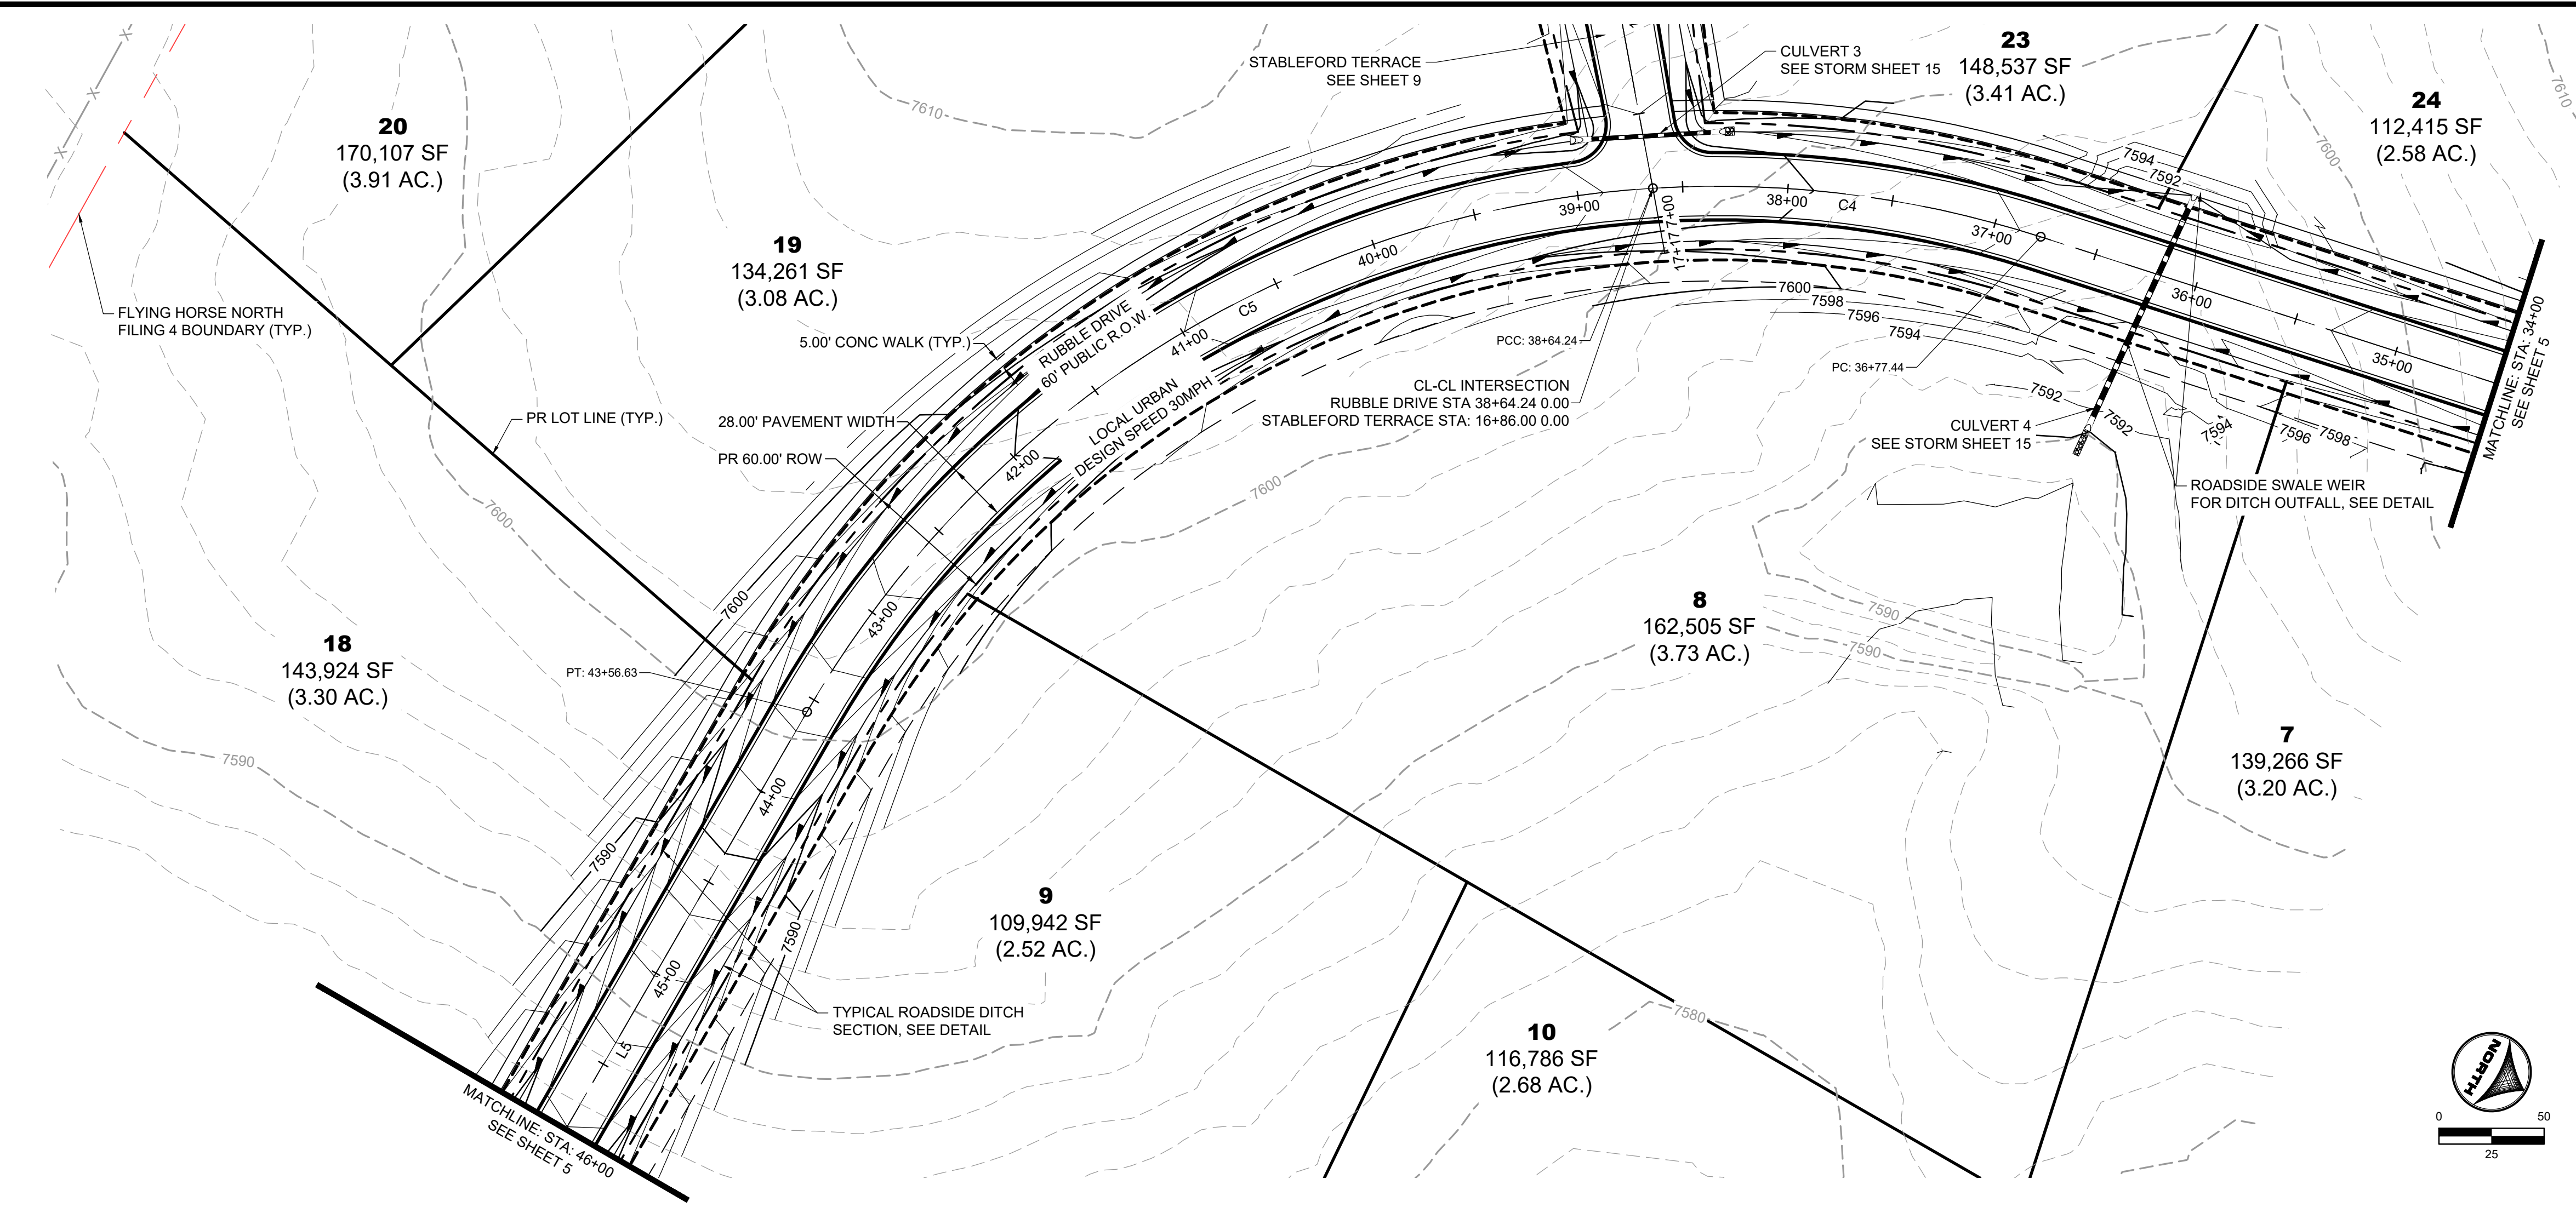 STABLEFORD TERRACE
SEE SHEET 9
CULVERT 3
SEE STORM SHEET 15
23
148,537 SF
(3.41 AC.)
24
112,415 SF
(2.58 AC.)
7610
7610
7600
20
170,107 SF
(3.91 AC.)
19
134,261 SF
(3.08 AC.)
FLYING HORSE NORTH
FILING 4 BOUNDARY (TYP.)
5.00' CONC WALK (TYP.)
RUBBLE DRIVE
60' PUBLIC R.O.W.
LOCAL URBAN
DESIGN SPEED 30MPH
PR LOT LINE (TYP.)
28.00' PAVEMENT WIDTH
PR 60.00' ROW
7594
7592
39+00
38+00
C4
37+00
36+00
35+00
17+00
40+00
C5
41+00
42+00
43+00
44+00
45+00
L5
7600
7598
7596
7594
7592
7592
7594
7596
7598
PCC: 38+64.24
PC: 36+77.44
CL-CL INTERSECTION
RUBBLE DRIVE STA 38+64.24 0.00
STABLEFORD TERRACE STA: 16+86.00 0.00
CULVERT 4
SEE STORM SHEET 15
ROADSIDE SWALE WEIR
FOR DITCH OUTFALL, SEE DETAIL
MATCHLINE: STA: 34+00
SEE SHEET 5
7600
7600
7600
18
143,924 SF
(3.30 AC.)
PT: 43+56.63
8
162,505 SF
(3.73 AC.)
7590
7590
7
139,266 SF
(3.20 AC.)
7590
7590
7590
9
109,942 SF
(2.52 AC.)
TYPICAL ROADSIDE DITCH
SECTION, SEE DETAIL
10
116,786 SF
(2.68 AC.)
7580
MATCHLINE: STA: 46+00
SEE SHEET 5
NORTH
0
50
25
X
X
X